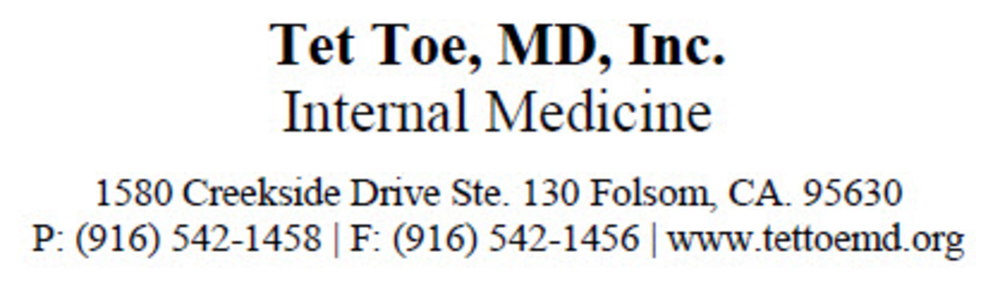 Tet Toe, MD, Inc.
Internal Medicine
1580 Creekside Drive Ste. 130 Folsom, CA. 95630
P: (916) 542-1458 | F: (916) 542-1456 | www.tettoemd.org